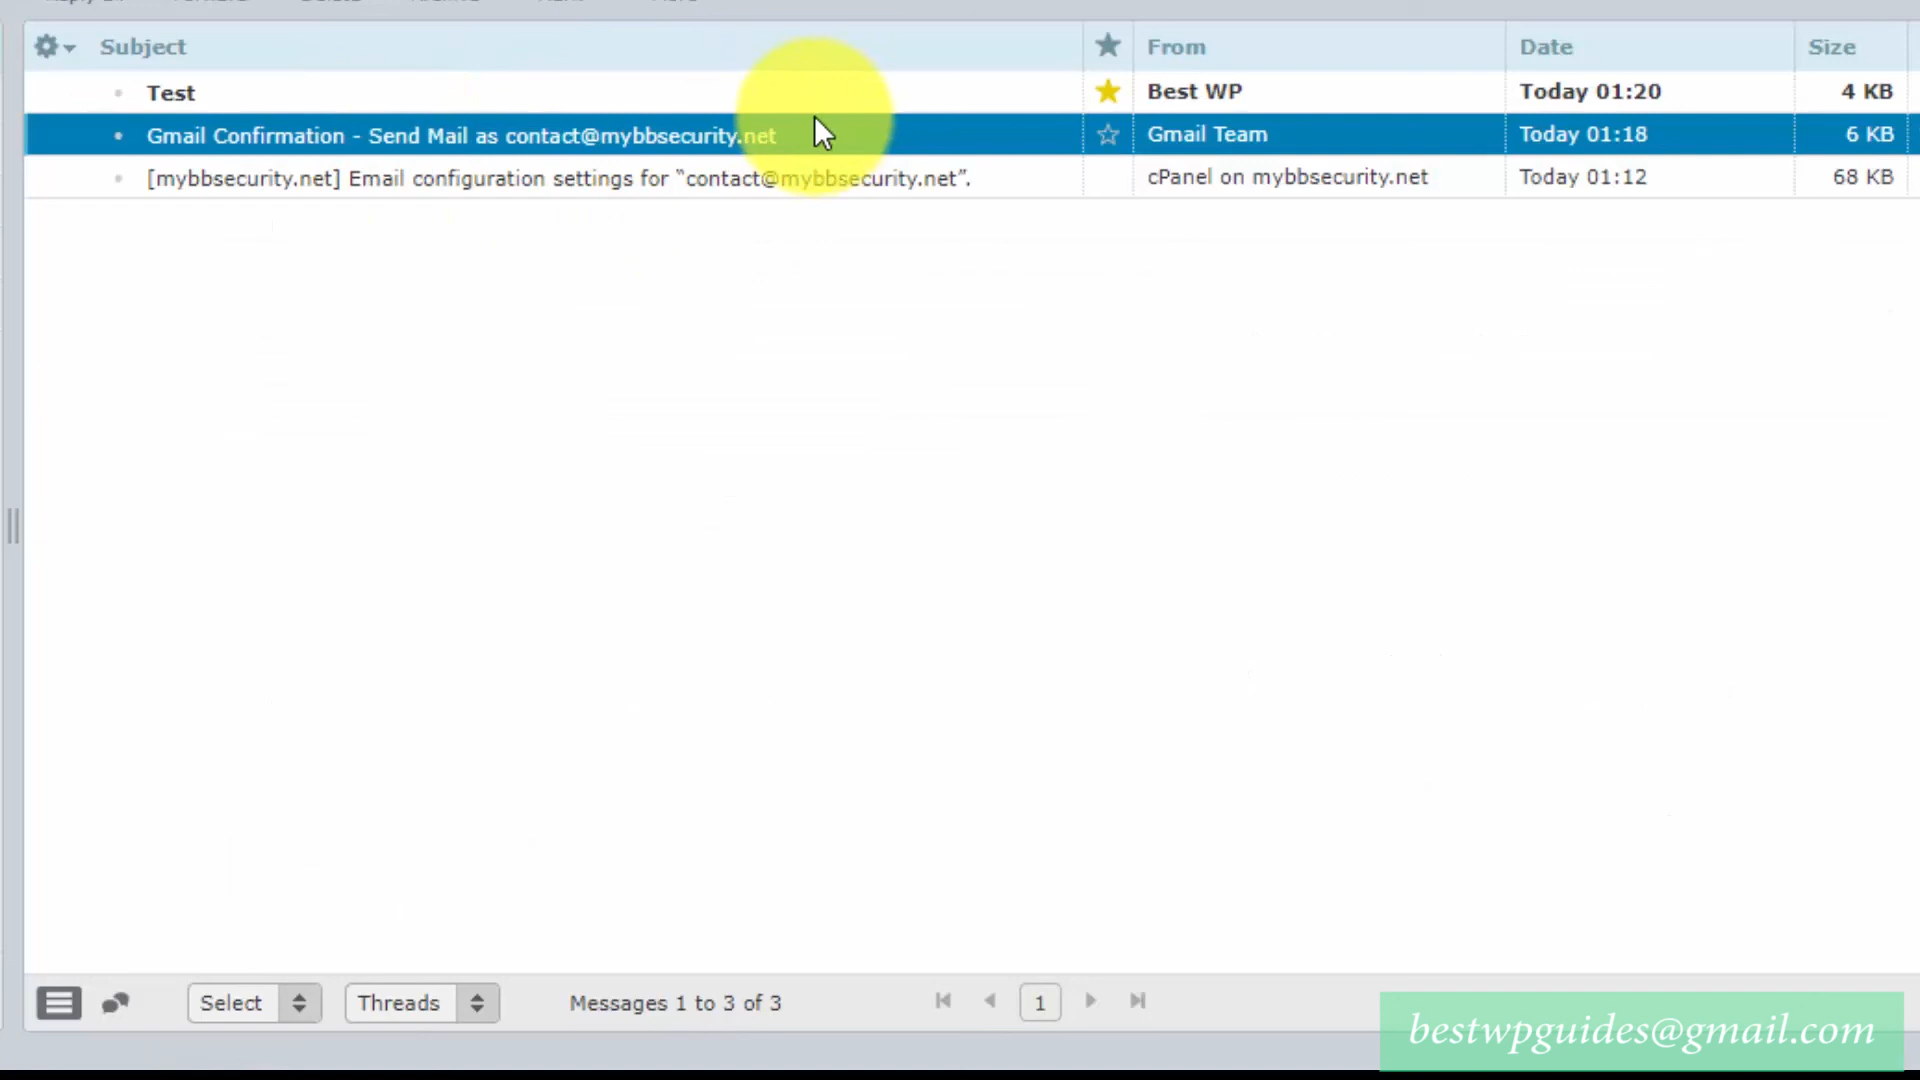 Subject From Date Size
Test Best WP Today 01:20 4 KB
Gmail Confirmation - Send Mail as contact@mybbsecurity.net Gmail Team Today 01:18 6 KB
[mybbsecurity.net] Email configuration settings for “contact@mybbsecurity.net”. cPanel on mybbsecurity.net Today 01:12 68 KB
Select Threads Messages 1 to 3 of 3 1
bestwpguides@gmail.com